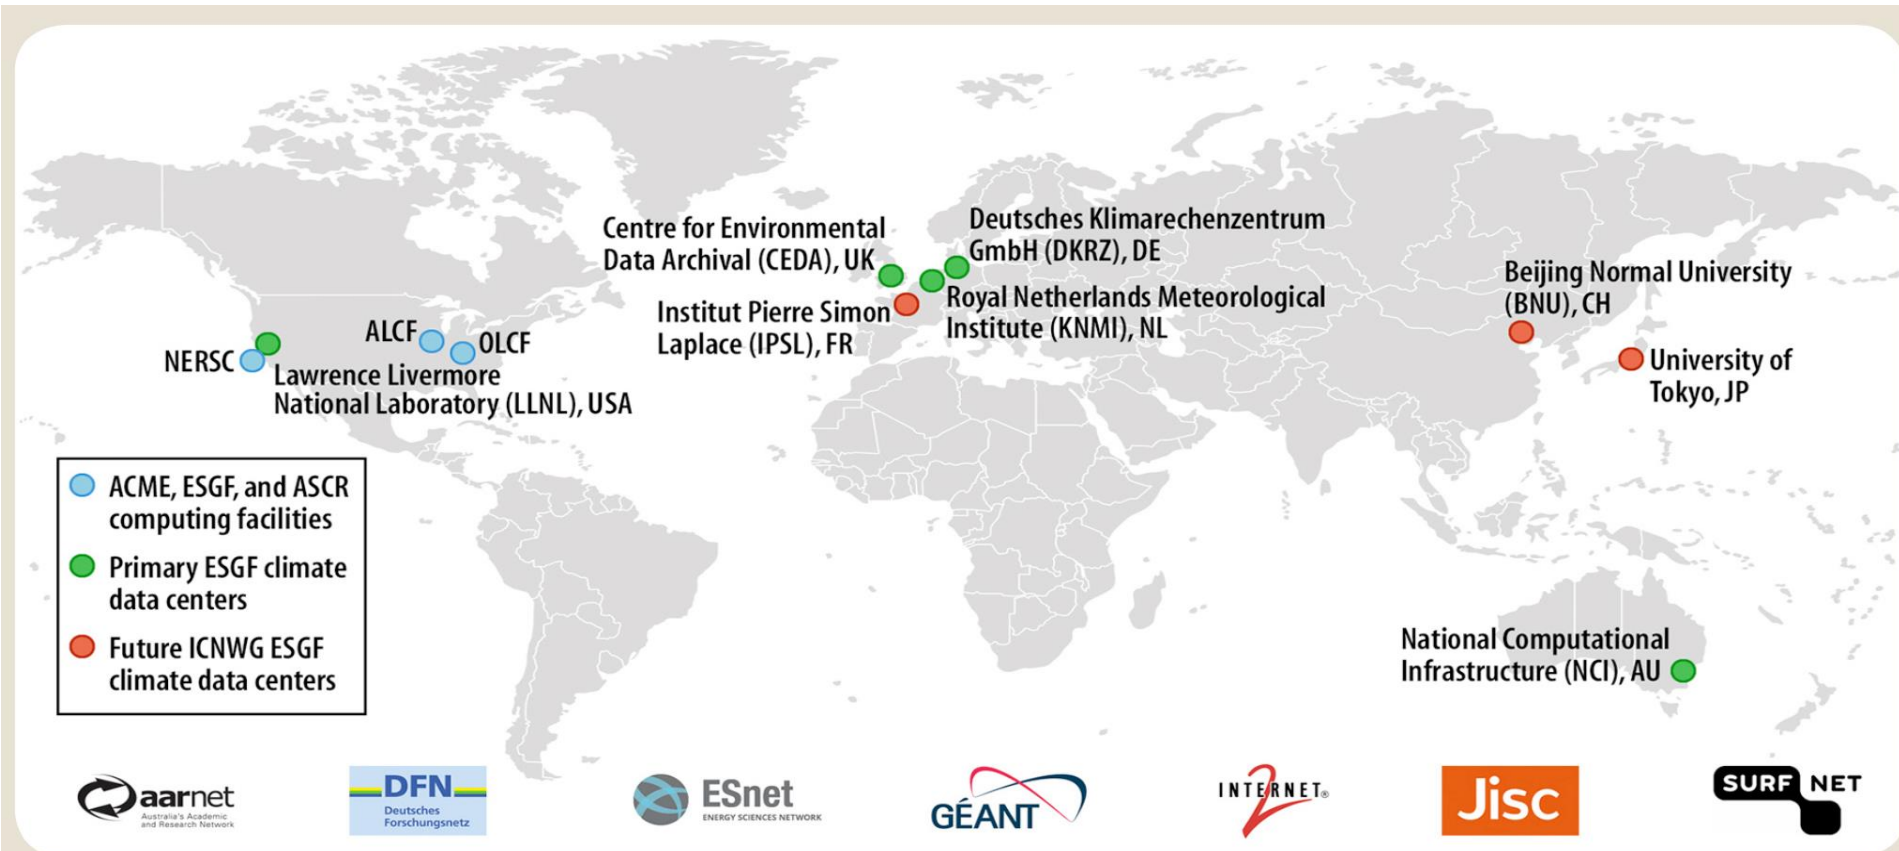 Centre for Environmental
Data Archival (CEDA), UK
Deutsches Klimarechenzentrum
GmbH (DKRZ), DE
Institut Pierre Simon
Laplace (IPSL), FR
Royal Netherlands Meteorological
Institute (KNMI), NL
Beijing Normal University
(BNU), CH
University of
Tokyo, JP
NERSC
ALCF
OLCF
Lawrence Livermore
National Laboratory (LLNL), USA
ACME, ESGF, and ASCR
computing facilities
Primary ESGF climate
data centers
Future ICNWG ESGF
climate data centers
National Computational
Infrastructure (NCI), AU
aarnet
Australia's Academic
and Research Network
DFN
Deutsches
Forschungsnetz
ESnet
ENERGY SCIENCES NETWORK
GÉANT
INTERNET®
2
Jisc
SURF NET